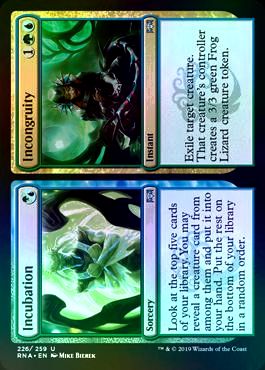 Incubation
Sorcery
Look at the top five cards
of your library. You may
reveal a creature card from
among them and put it into
your hand. Put the rest on
the bottom of your library
in a random order.
Incongruity
1
Instant
Exile target creature.
That creature's controller
creates a 3/3 green Frog
Lizard creature token.
226/259 U
RNA • EN Mike Bierek
™ & © 2019 Wizards of the Coast